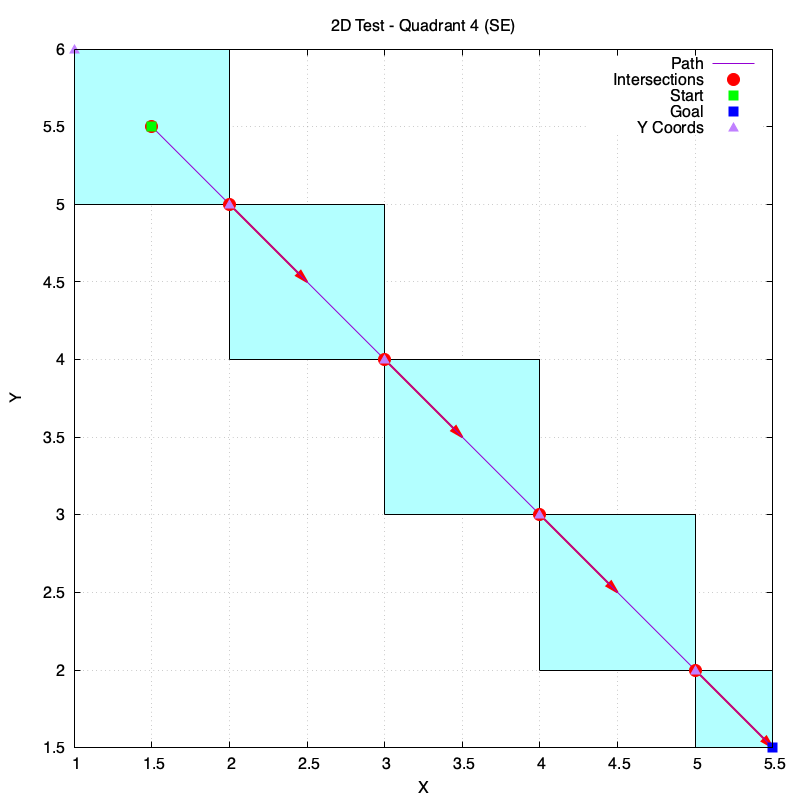 2D Test - Quadrant 4 (SE)
Path
Intersections
Start
Goal
Y Coords
6
5.5
5
4.5
4
3.5
3
2.5
2
1.5
Y
1 1.5 2 2.5 3 3.5 4 4.5 5 5.5
X